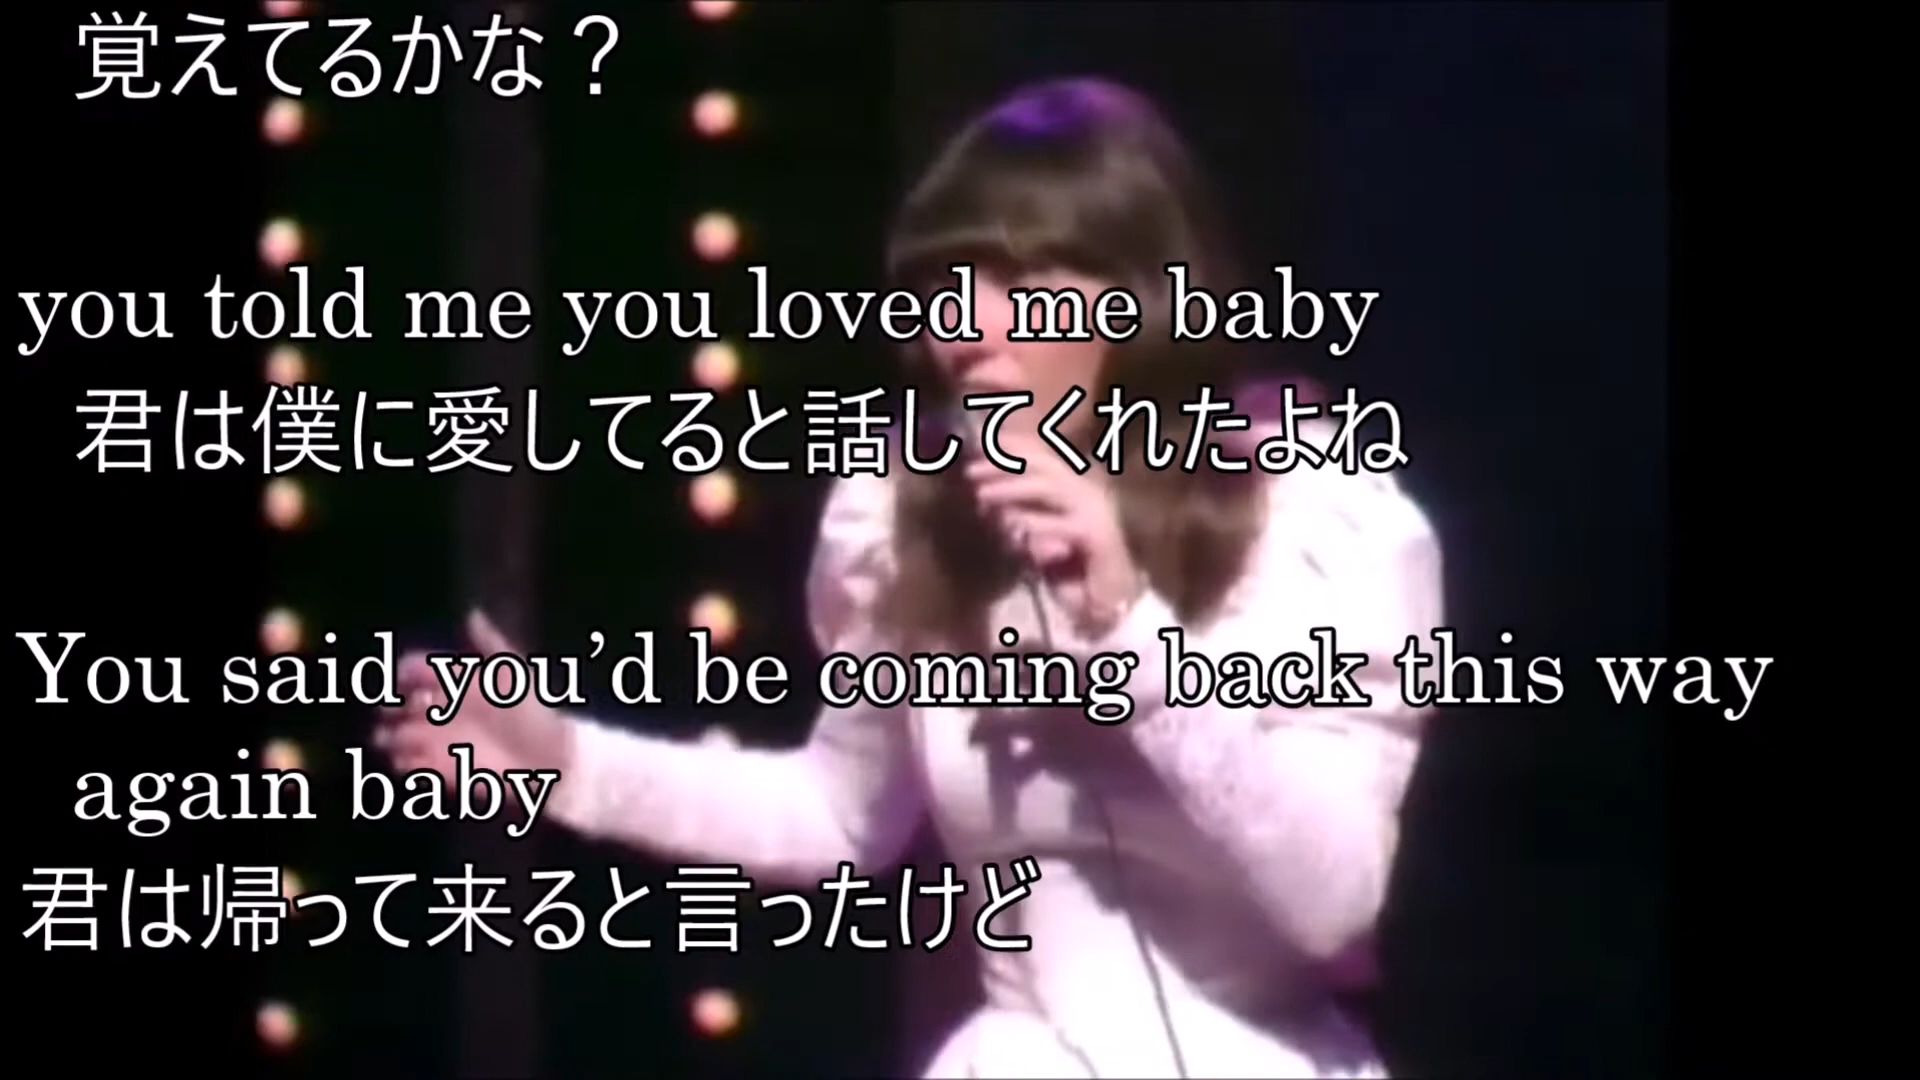 覚えてるかな？
you told me you loved me baby
君は僕に愛してると話してくれたよね
You said you’d be coming back this way
again baby
君は帰って来ると言ったけど